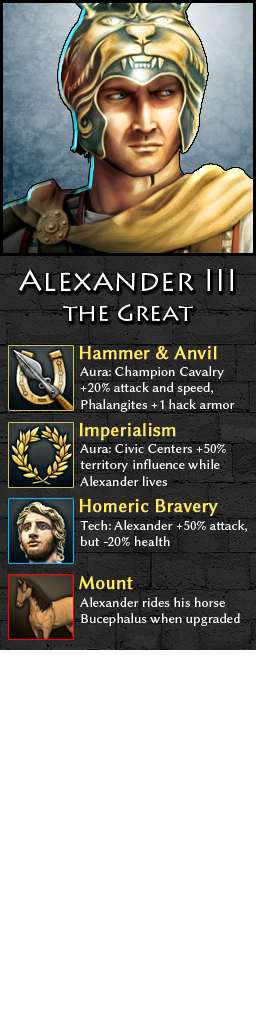 Alexander III
the Great
Hammer & Anvil
Aura: Champion Cavalry
+20% attack and speed,
Phalangites +1 hack armor
Imperialism
Aura: Civic Centers +50%
territory influence while
Alexander lives
Homeric Bravery
Tech: Alexander +50% attack,
but -20% health
Mount
Alexander rides his horse
Bucephalus when upgraded